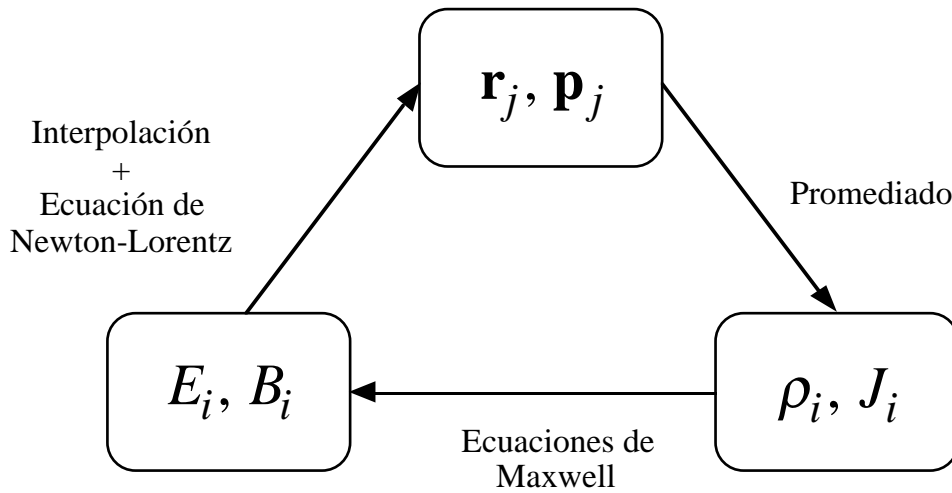 r_j, p_j
Interpolación
+
Ecuación de
Newton-Lorentz
Promediado
E_i, B_i
ρ_i, J_i
Ecuaciones de
Maxwell